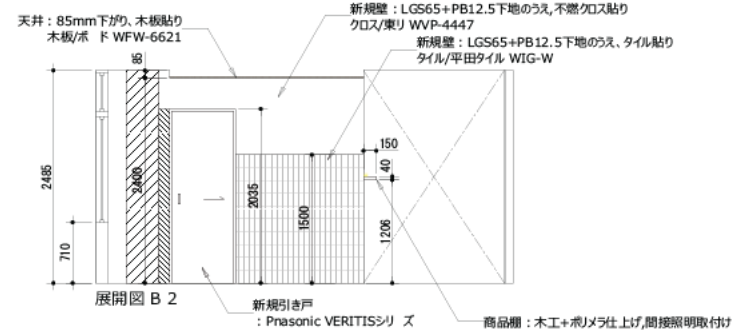 天井：85mm下がり、木板貼り
木板/ボ ド WFW-6621
新規壁：LGS65+PB12.5下地のうえ,不燃クロス貼り
クロス/東リ WVP-4447
新規壁：LGS65+PB12.5下地のうえ、タイル貼り
タイル/平田タイル WIG-W
85
150
40
2485
2400
2035
1500
1206
710
展開図 B 2
新規引き戸
：Pnasonic VERITISシリ ズ
商品棚：木工+ポリメラ仕上げ,間接照明取付け